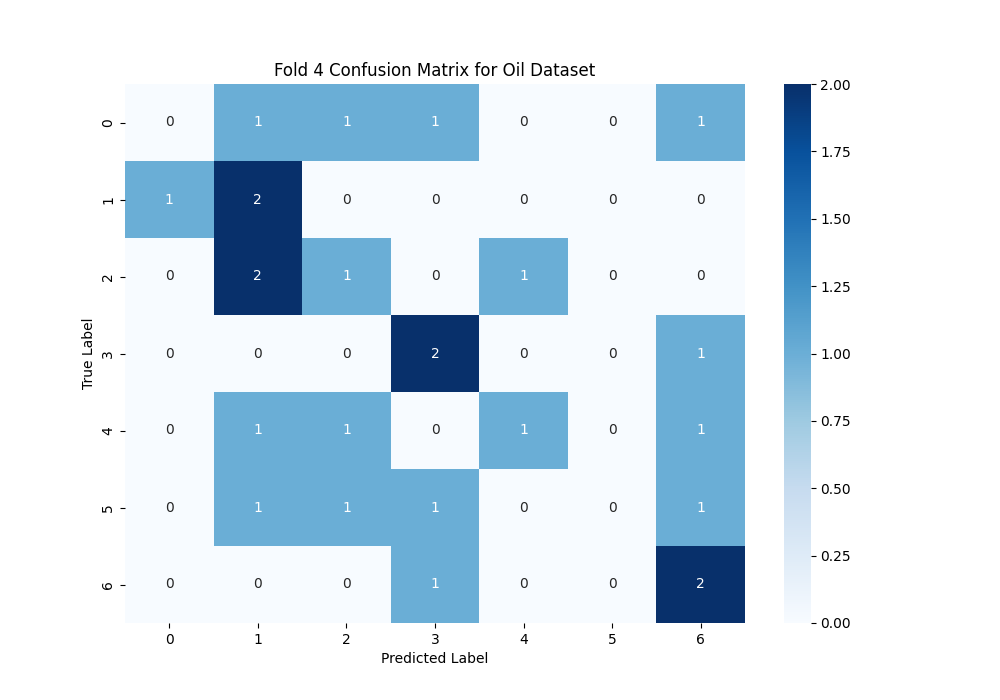 Fold 4 Confusion Matrix for Oil Dataset
0 0 1 1 1 0 0 1
1 1 2 0 0 0 0 0
2 0 2 1 0 1 0 0
3 0 0 0 2 0 0 1
4 0 1 1 0 1 0 1
5 0 1 1 1 0 0 1
6 0 0 0 1 0 0 2
0 1 2 3 4 5 6
Predicted Label
True Label
2.00
1.75
1.50
1.25
1.00
0.75
0.50
0.25
0.00